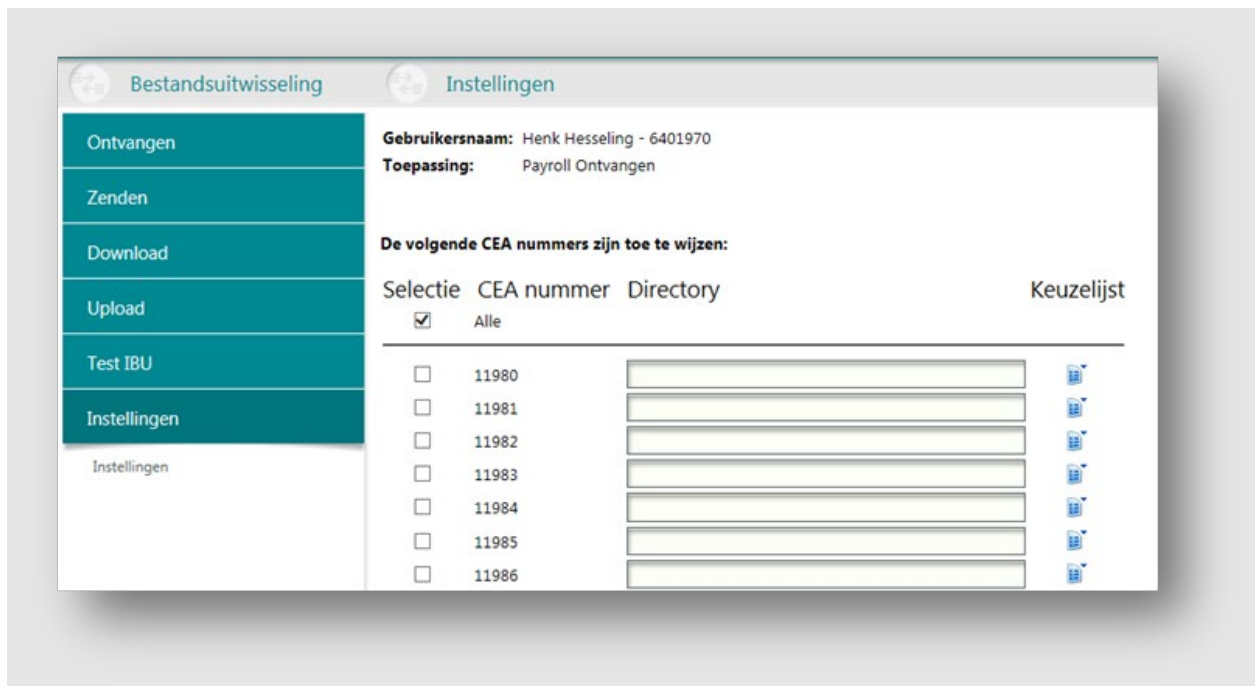 Bestandsuitwisseling
Instellingen
Ontvangen
Zenden
Download
Upload
Test IBU
Instellingen
Instellingen
Gebruikersnaam: Henk Hesseling - 6401970
Toepassing: Payroll Ontvangen
De volgende CEA nummers zijn toe te wijzen:
Selectie CEA nummer Directory Keuzelijst
Alle
11980
11981
11982
11983
11984
11985
11986